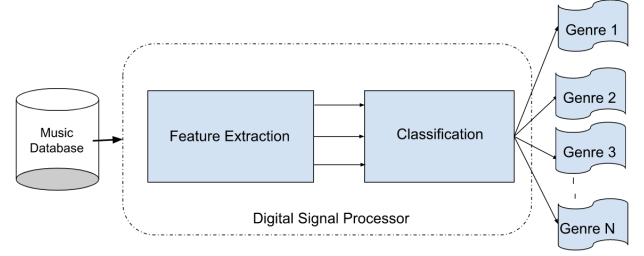 Music
Database
Feature Extraction
Classification
Digital Signal Processor
Genre 1
Genre 2
Genre 3
Genre N